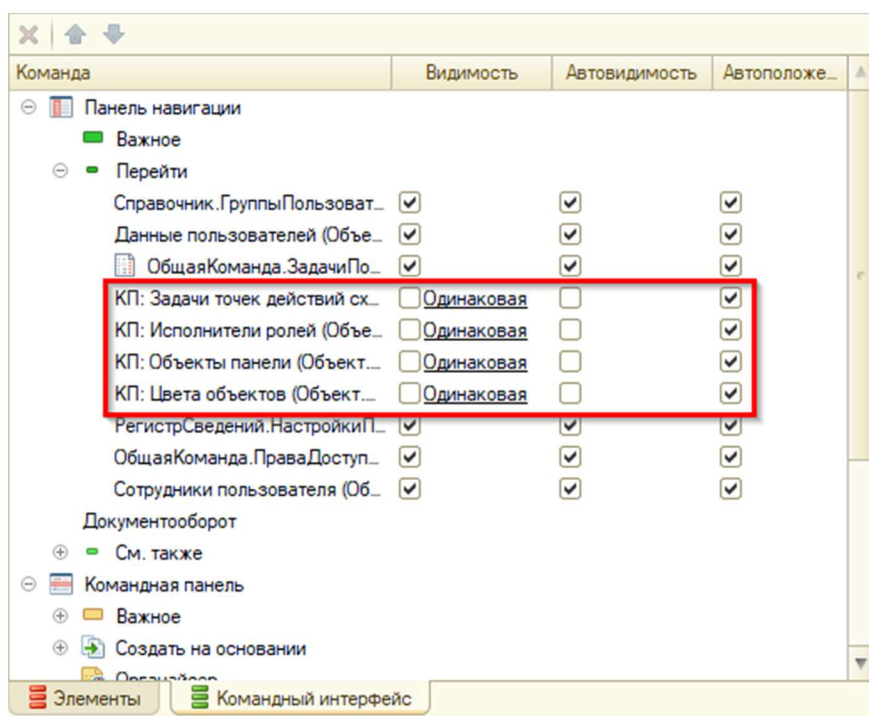 Команда Видимость Автовидимость Автоположе...
Панель навигации
Важное
Перейти
Справочник.ГруппыПользоват...
Данные пользователей (Объе...
ОбщаяКоманда.ЗадачиПо...
КП: Задачи точек действий сх... Одинаковая
КП: Исполнители ролей (Объе... Одинаковая
КП: Объекты панели (Объект.... Одинаковая
КП: Цвета объектов (Объект.... Одинаковая
РегистрСведений.НастройкиП...
ОбщаяКоманда.ПраваДоступ...
Сотрудники пользователя (Об...
Документооборот
См. также
Командная панель
Важное
Создать на основании
Органайзер
Элементы Командный интерфейс